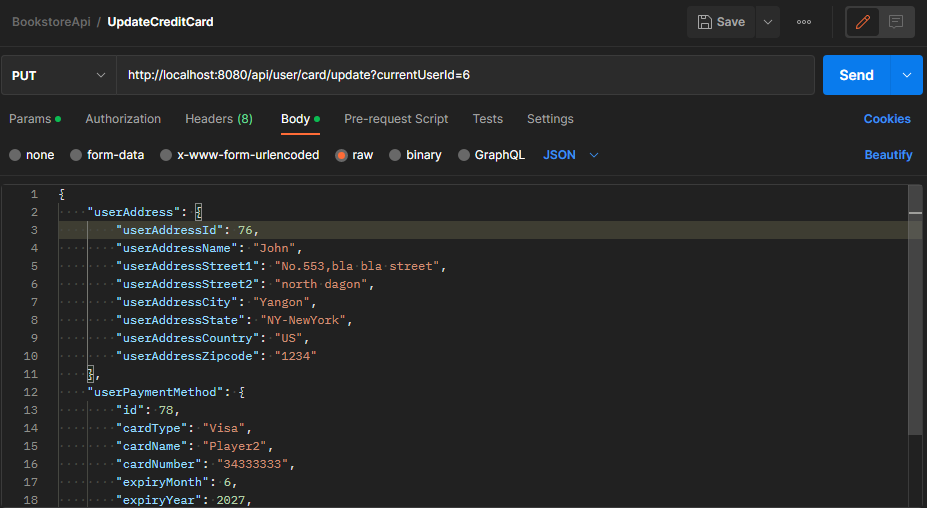 BookstoreApi / UpdateCreditCard Save
PUT http://localhost:8080/api/user/card/update?currentUserId=6 Send
Params Authorization Headers (8) Body Pre-request Script Tests Settings Cookies
none form-data x-www-form-urlencoded raw binary GraphQL JSON Beautify
1 {
2 "userAddress": {
3 "userAddressId": 76,
4 "userAddressName": "John",
5 "userAddressStreet1": "No.553,bla bla street",
6 "userAddressStreet2": "north dagon",
7 "userAddressCity": "Yangon",
8 "userAddressState": "NY-NewYork",
9 "userAddressCountry": "US",
10 "userAddressZipcode": "1234"
11 },
12 "userPaymentMethod": {
13 "id": 78,
14 "cardType": "Visa",
15 "cardName": "Player2",
16 "cardNumber": "34333333",
17 "expiryMonth": 6,
18 "expiryYear": 2027,